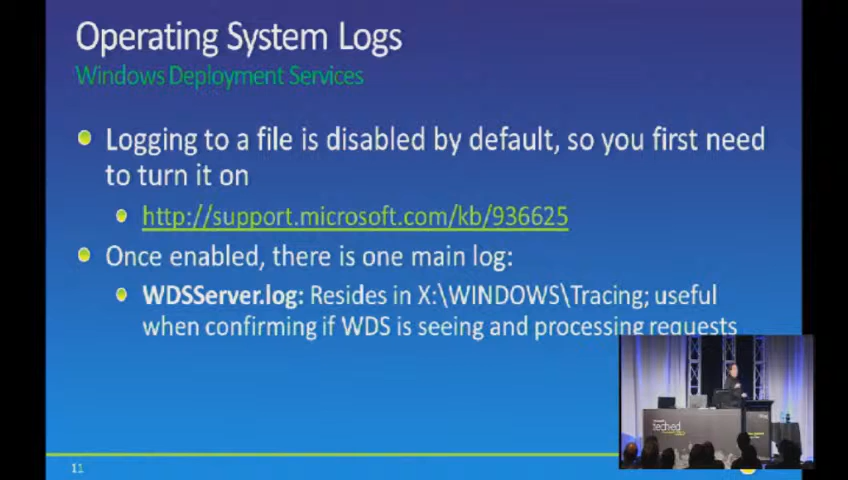 Operating System Logs
Windows Deployment Services
Logging to a file is disabled by default, so you first need
to turn it on
http://support.microsoft.com/kb/936625
Once enabled, there is one main log:
WDSServer.log: Resides in X:\WINDOWS\Tracing; useful
when confirming if WDS is seeing and processing requests
tech·ed
11